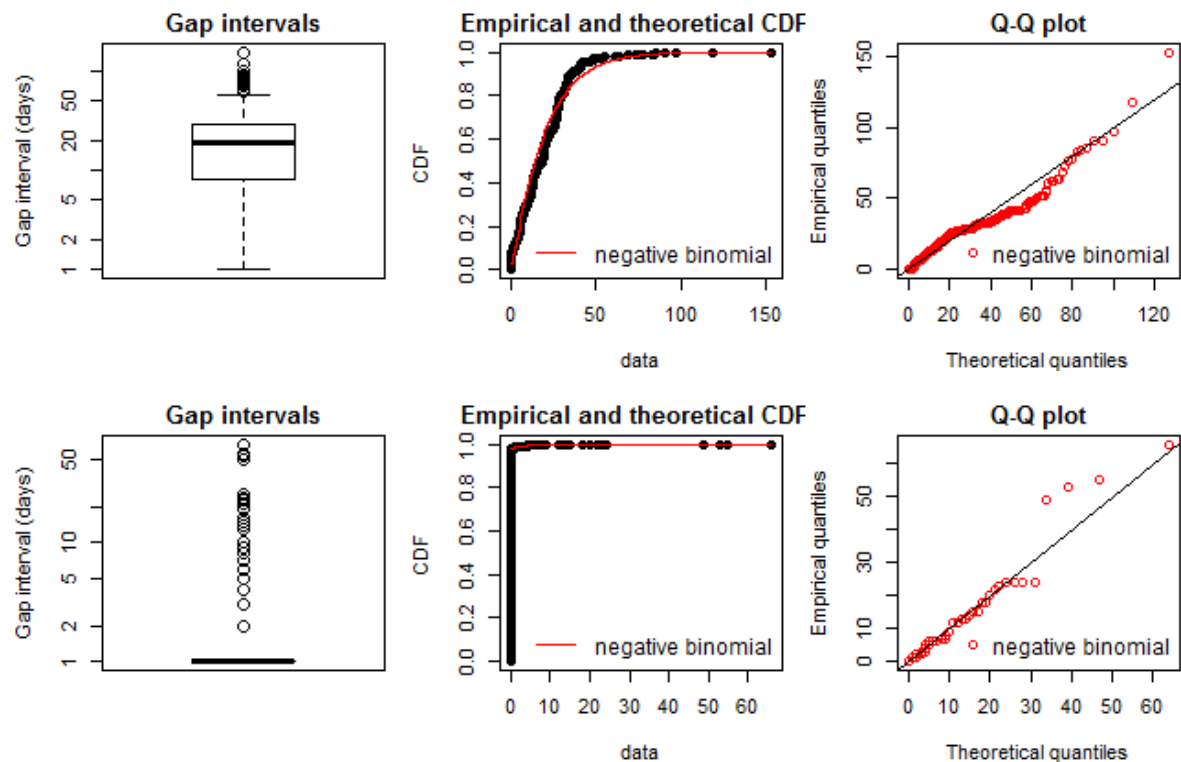 Gap intervals
Gap interval (days)
50
20
5
2
1
Empirical and theoretical CDF
CDF
1.0
0.8
0.6
0.4
0.2
0.0
negative binomial
0 50 100 150
data
Q-Q plot
Empirical quantiles
150
100
50
0
negative binomial
0 20 40 60 80 120
Theoretical quantiles
Gap intervals
Gap interval (days)
50
10
5
2
1
Empirical and theoretical CDF
CDF
1.0
0.8
0.6
0.4
0.2
0.0
negative binomial
0 10 20 30 40 50 60
data
Q-Q plot
Empirical quantiles
50
30
10
0
negative binomial
0 10 20 30 40 50 60
Theoretical quantiles